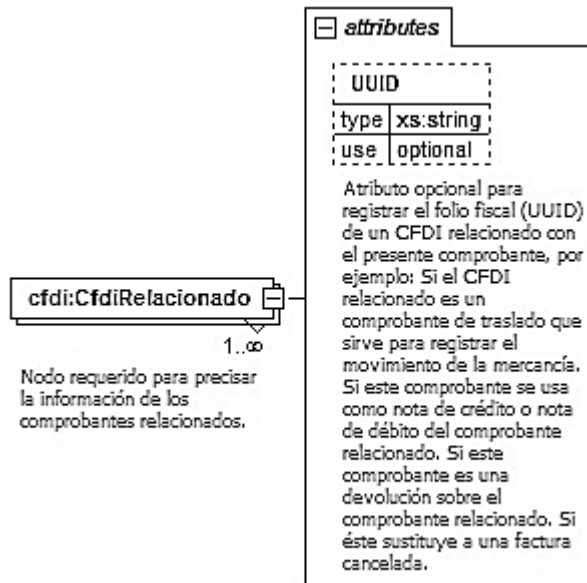 attributes
UUID
type xs:string
use optional
Atributo opcional para
registrar el folio fiscal (UUID)
de un CFDI relacionado con
el presente comprobante, por
ejemplo: Si el CFDI
relacionado es un
comprobante de traslado que
sirve para registrar el
movimiento de la mercancía.
Si este comprobante se usa
como nota de crédito o nota
de débito del comprobante
relacionado. Si este
comprobante es una
devolución sobre el
comprobante relacionado. Si
éste sustituye a una factura
cancelada.
cfdi:CfdiRelacionado
1..∞
Nodo requerido para precisar
la información de los
comprobantes relacionados.